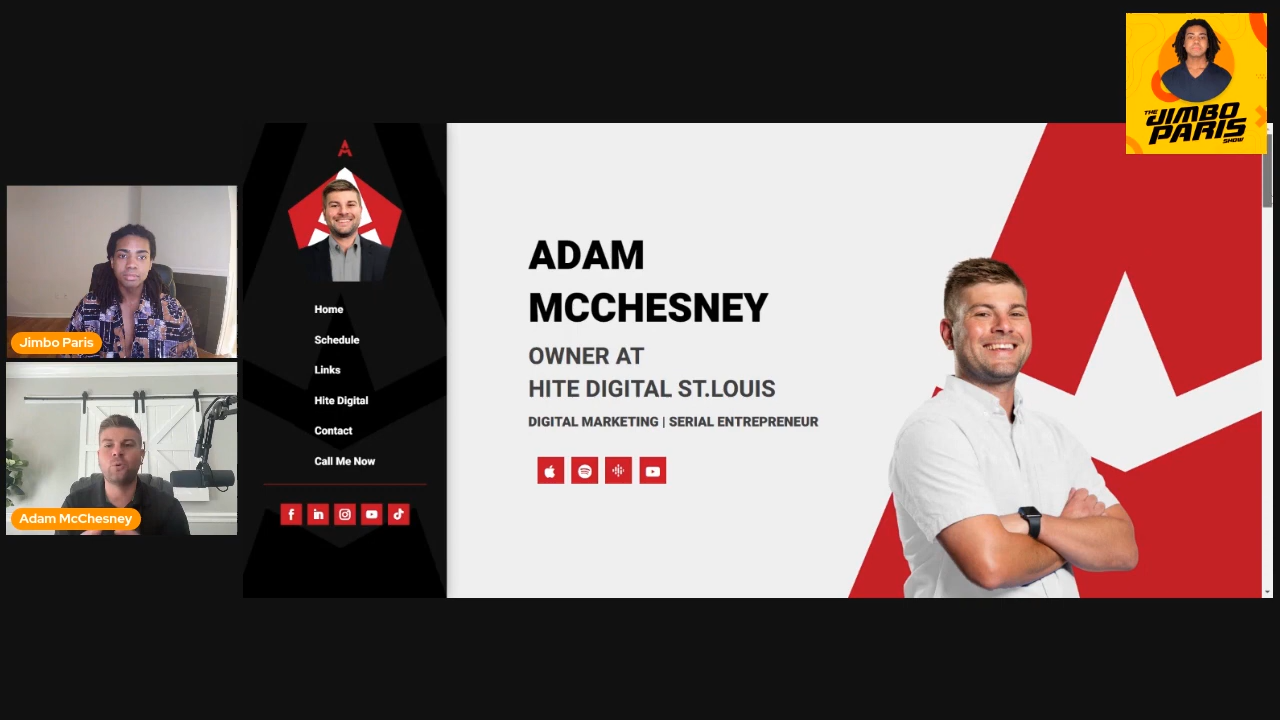 THE
JIMBO
PARIS
SHOW
Jimbo Paris
Adam McChesney
Home
Schedule
Links
Hite Digital
Contact
Call Me Now
ADAM
MCCHESNEY
OWNER AT
HITE DIGITAL ST.LOUIS
DIGITAL MARKETING | SERIAL ENTREPRENEUR